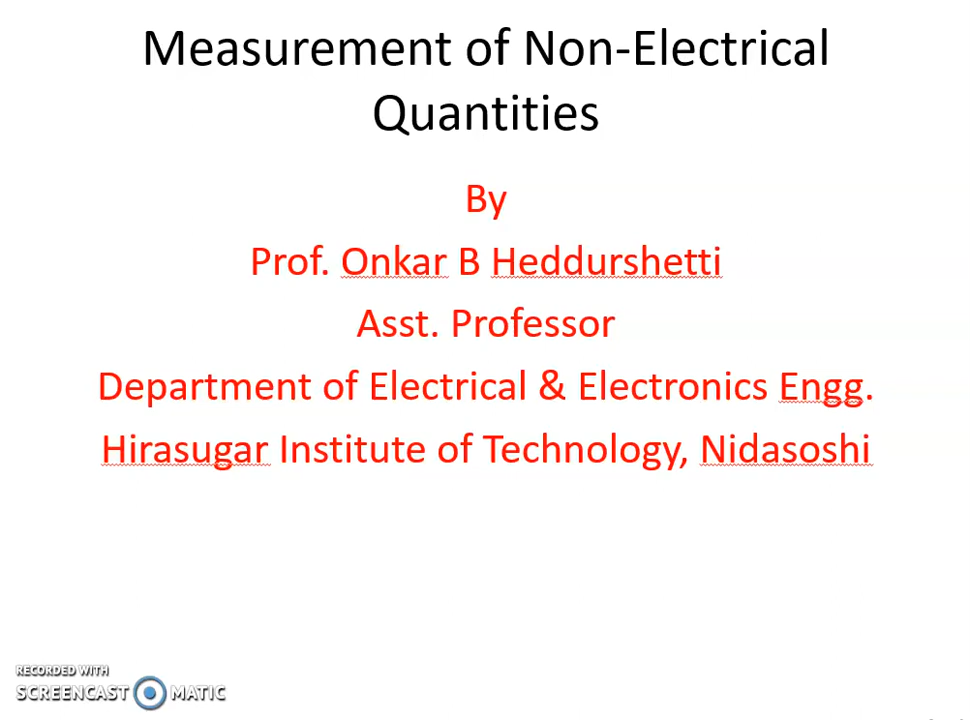 Measurement of Non-Electrical
Quantities
By
Prof. Onkar B Heddurshetti
Asst. Professor
Department of Electrical & Electronics Engg.
Hirasugar Institute of Technology, Nidasoshi
RECORDED WITH
SCREENCAST MATIC